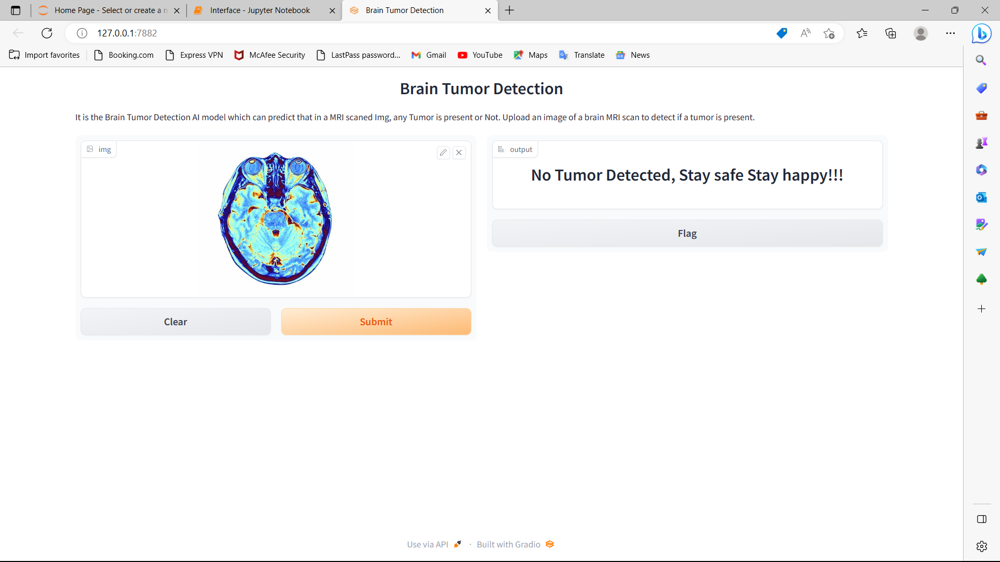 Home Page - Select or create a n
Interface - Jupyter Notebook
Brain Tumor Detection
127.0.0.1:7882
Import favorites
Booking.com
Express VPN
McAfee Security
LastPass password...
Gmail
YouTube
Maps
Translate
News
Brain Tumor Detection
It is the Brain Tumor Detection AI model which can predict that in a MRI scaned Img, any Tumor is present or Not. Upload an image of a brain MRI scan to detect if a tumor is present.
img
output
No Tumor Detected, Stay safe Stay happy!!!
Flag
Clear
Submit
Use via API · Built with Gradio